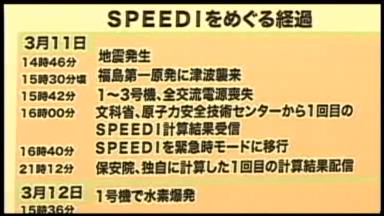 SPEEDIをめぐる経過
3月11日
14時46分 地震発生
15時30分頃 福島第一原発に津波襲来
15時42分 1～3号機、全交流電源喪失
16時00分 文科省、原子力安全技術センターから1回目の
SPEEDI計算結果受信
16時40分 SPEEDIを緊急時モードに移行
21時12分 保安院、独自に計算した1回目の計算結果配信
3月12日
15時36分 1号機で水素爆発